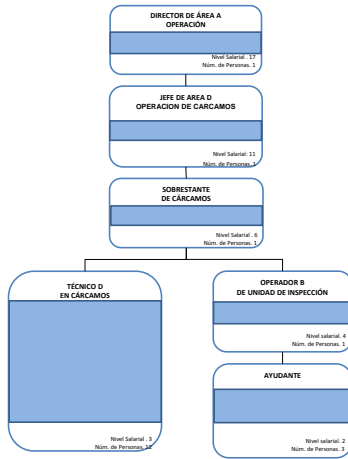 DIRECTOR DE ÁREA A
OPERACIÓN
Nivel Salarial . 17
Núm. de Personas. 1
JEFE DE AREA D
OPERACION DE CARCAMOS
Nivel Salarial: 11
Núm. de Personas. 1
SOBRESTANTE
DE CÁRCAMOS
Nivel Salarial . 6
Núm. de Personas. 1
TÉCNICO D
EN CÁRCAMOS
Nivel Salarial . 3
Núm. de Personas. 12
OPERADOR B
DE UNIDAD DE INSPECCIÓN
Nivel salarial. 4
Núm. de Personas. 1
AYUDANTE
Nivel salarial. 2
Núm. de Personas. 3